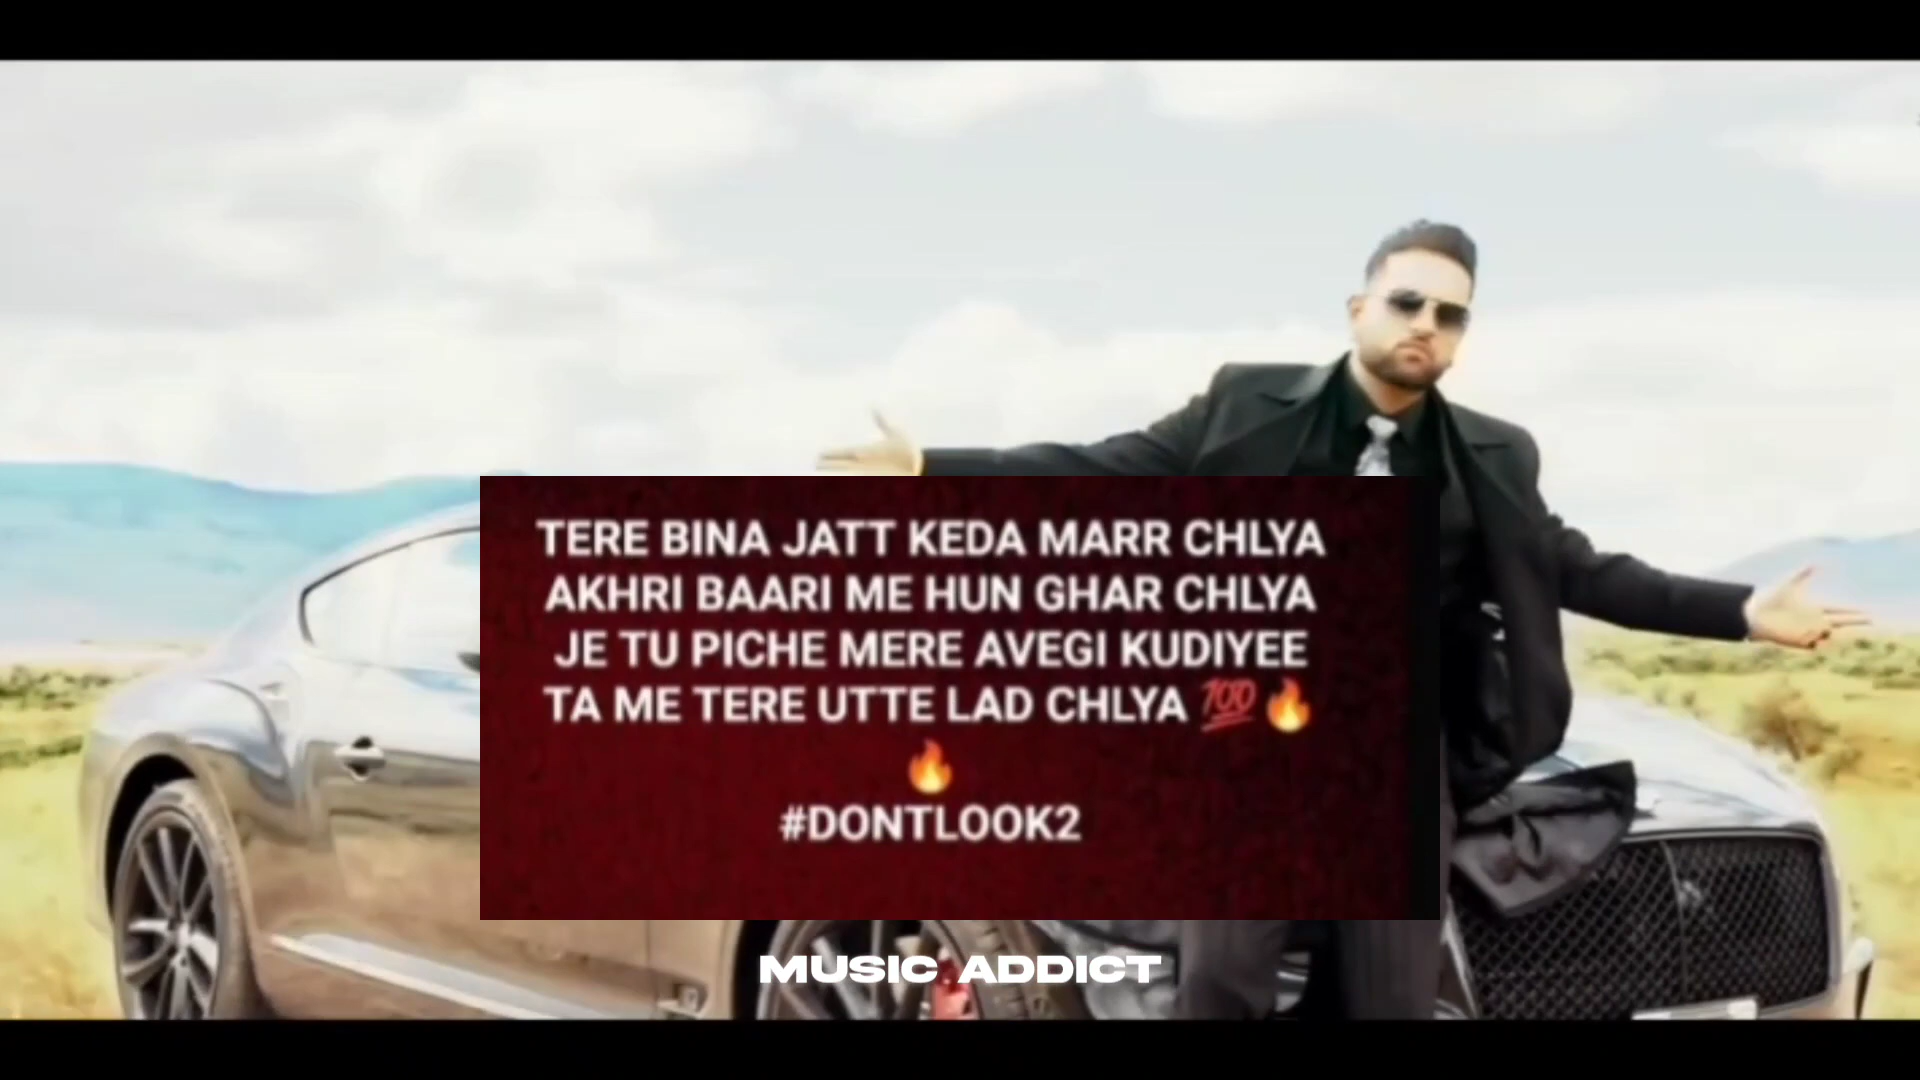 TERE BINA JATT KEDA MARR CHLYA
AKHRI BAARI ME HUN GHAR CHLYA
JE TU PICHE MERE AVEGI KUDIYEE
TA ME TERE UTTE LAD CHLYA 💯🔥
🔥
#DONTLOOK2
MUSIC ADDICT